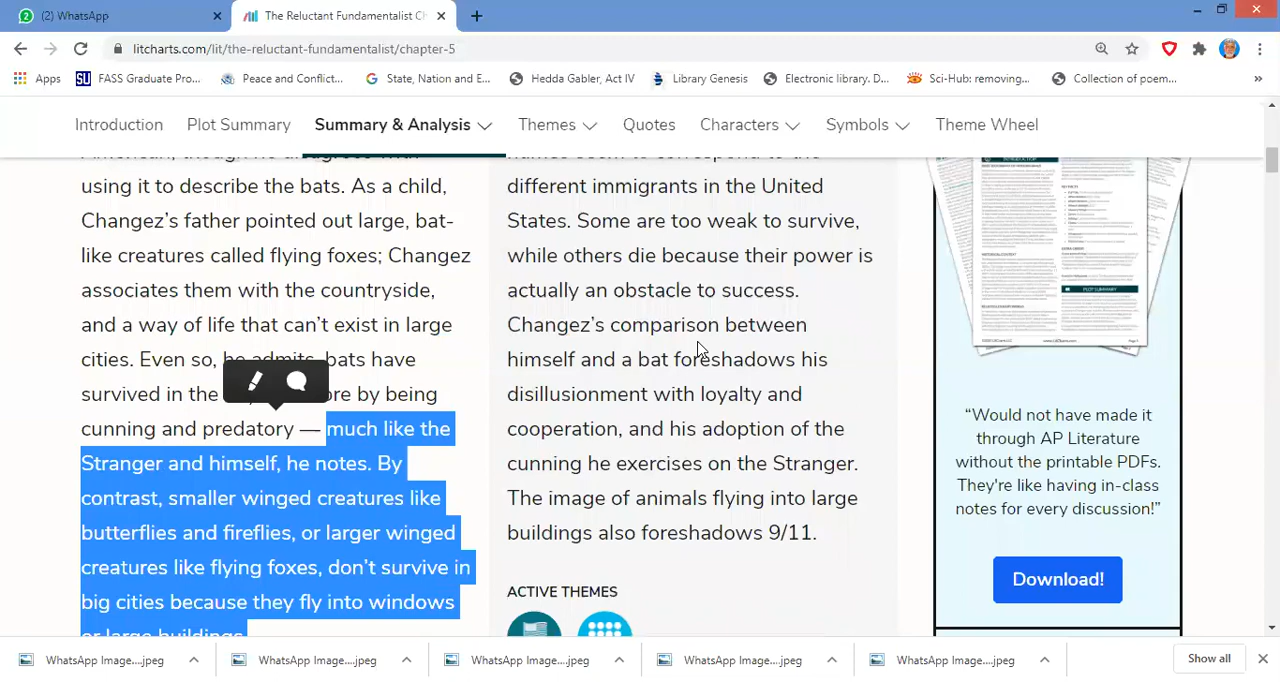 (2) WhatsApp
The Reluctant Fundamentalist Ch
litcharts.com/lit/the-reluctant-fundamentalist/chapter-5
Apps
FASS Graduate Pro...
Peace and Conflict...
State, Nation and E...
Hedda Gabler, Act IV
Library Genesis
Electronic library. D...
Sci-Hub: removing...
Collection of poem...
Introduction
Plot Summary
Summary & Analysis
Themes
Quotes
Characters
Symbols
Theme Wheel
using it to describe the bats. As a child,
Changez's father pointed out large, bat-
like creatures called flying foxes; Changez
associates them with the countryside,
and a way of life that can't exist in large
cities. Even so, he admits, bats have
survived in the
ore by being
cunning and predatory — much like the
Stranger and himself, he notes. By
contrast, smaller winged creatures like
butterflies and fireflies, or larger winged
creatures like flying foxes, don't survive in
big cities because they fly into windows
or large buildings.
names seem to correspond to the
different immigrants in the United
States. Some are too weak to survive,
while others die because their power is
actually an obstacle to success.
Changez's comparison between
himself and a bat foreshadows his
disillusionment with loyalty and
cooperation, and his adoption of the
cunning he exercises on the Stranger.
The image of animals flying into large
buildings also foreshadows 9/11.
ACTIVE THEMES
"Would not have made it
through AP Literature
without the printable PDFs.
They're like having in-class
notes for every discussion!"
Download!
WhatsApp Image....jpeg
WhatsApp Image....jpeg
WhatsApp Image....jpeg
WhatsApp Image....jpeg
WhatsApp Image....jpeg
Show all